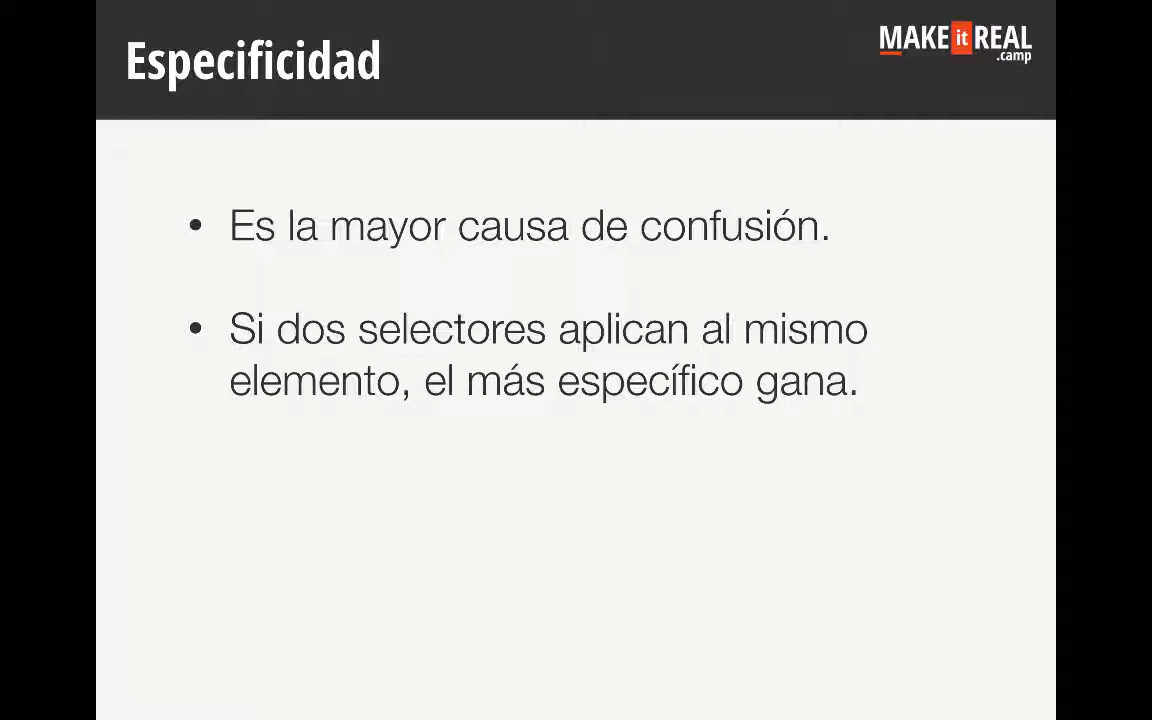 Especificidad
MAKE it REAL
.camp
• Es la mayor causa de confusión.
• Si dos selectores aplican al mismo
elemento, el más específico gana.